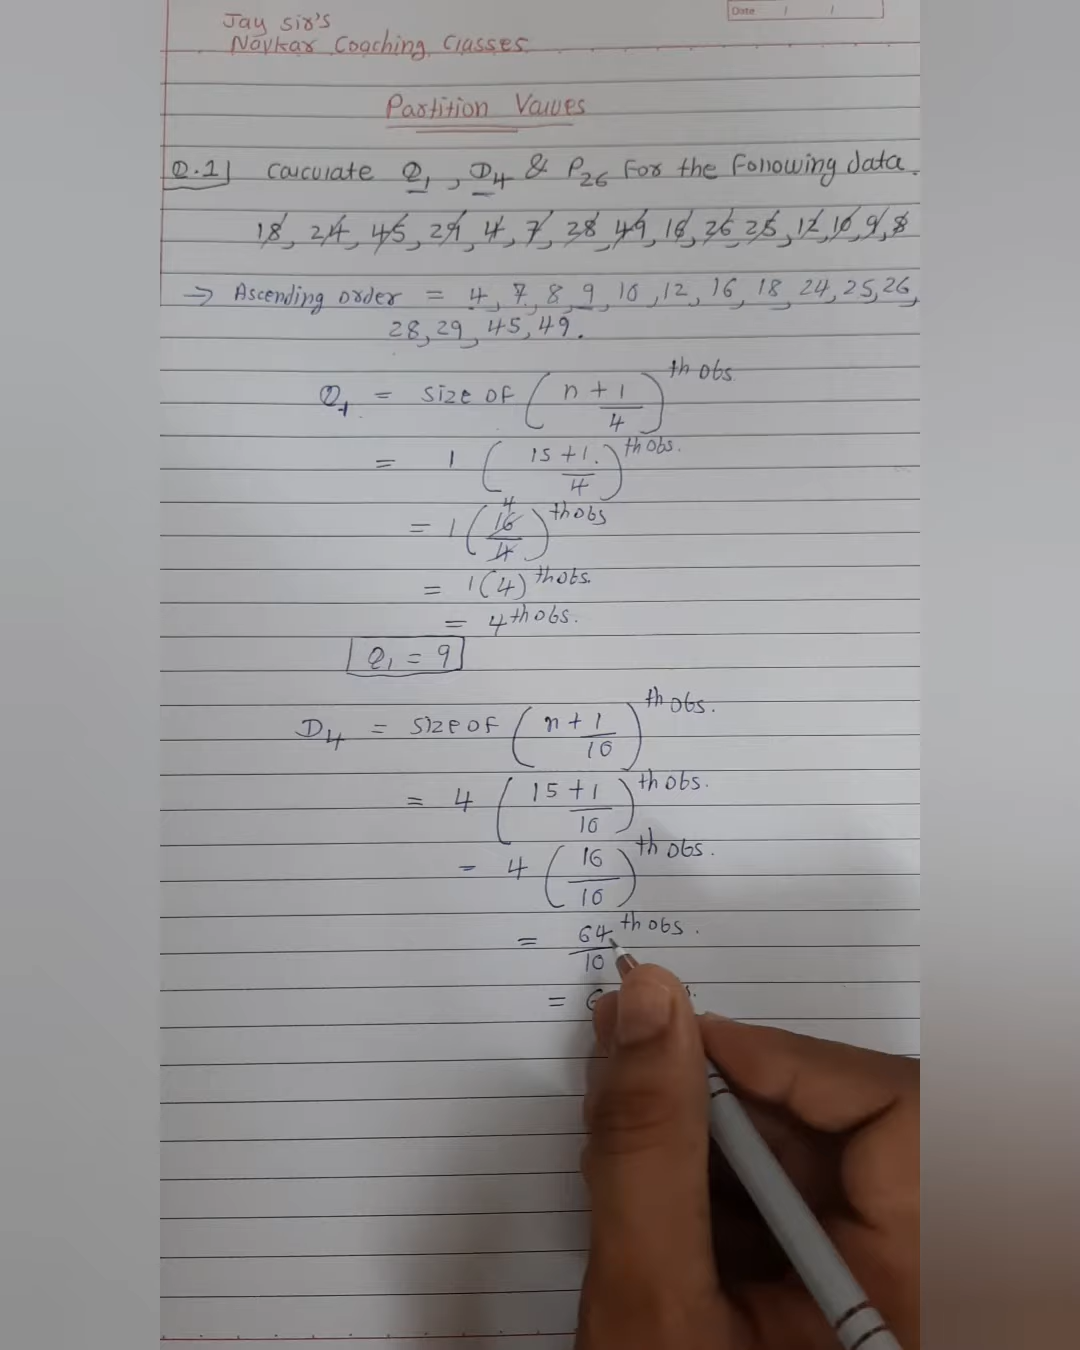 Date / /
Jay sir's
Navkar Coaching Classes
Partition Values
Q.1] Calculate Q1, D4 & P26 For the Following data.
18, 24, 45, 29, 4, 7, 28, 49, 16, 26, 25, 12, 10, 9, 8
→ Ascending order = 4, 7, 8, 9, 10, 12, 16, 18, 24, 25, 26,
28, 29, 45, 49.
Q1 = size of (n+1/4)th obs
= 1 (15+1/4)th obs.
= 1 (16/4)th obs 4
= 1(4)th obs.
= 4th obs.
Q1 = 9
D4 = size of (n+1/10)th obs.
= 4 (15+1/10)th obs.
= 4 (16/10)th obs.
= 64/10 th obs.
=